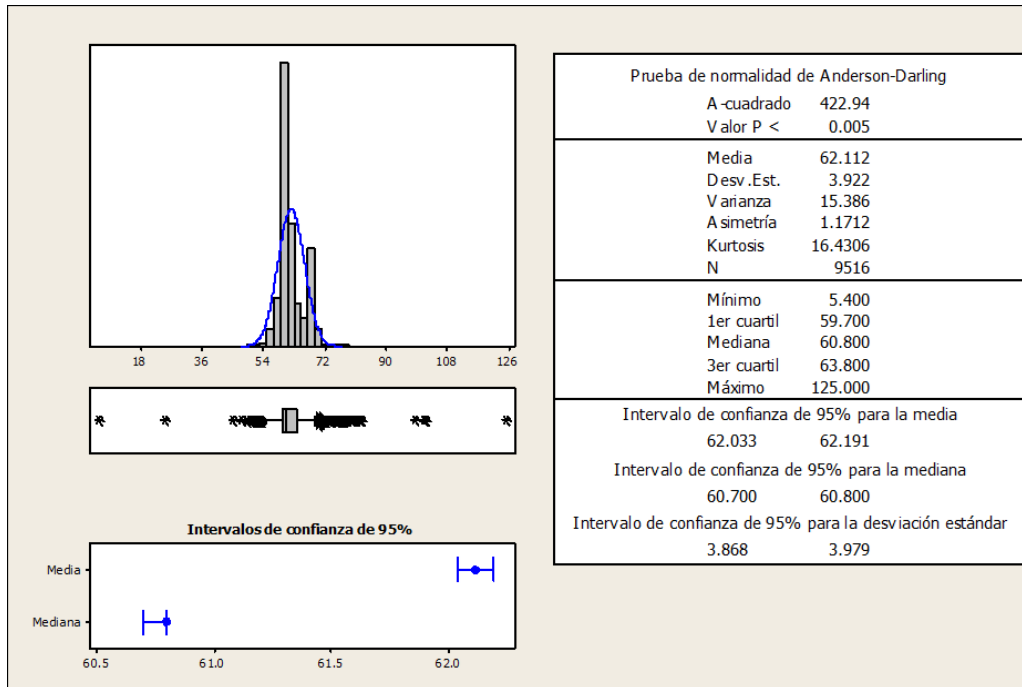 18 36 54 72 90 108 126
Intervalos de confianza de 95%
Media
Mediana
60.5 61.0 61.5 62.0
Prueba de normalidad de Anderson-Darling
A-cuadrado 422.94
Valor P < 0.005
Media 62.112
Desv.Est. 3.922
Varianza 15.386
Asimetría 1.1712
Kurtosis 16.4306
N 9516
Mínimo 5.400
1er cuartil 59.700
Mediana 60.800
3er cuartil 63.800
Máximo 125.000
Intervalo de confianza de 95% para la media
62.033 62.191
Intervalo de confianza de 95% para la mediana
60.700 60.800
Intervalo de confianza de 95% para la desviación estándar
3.868 3.979